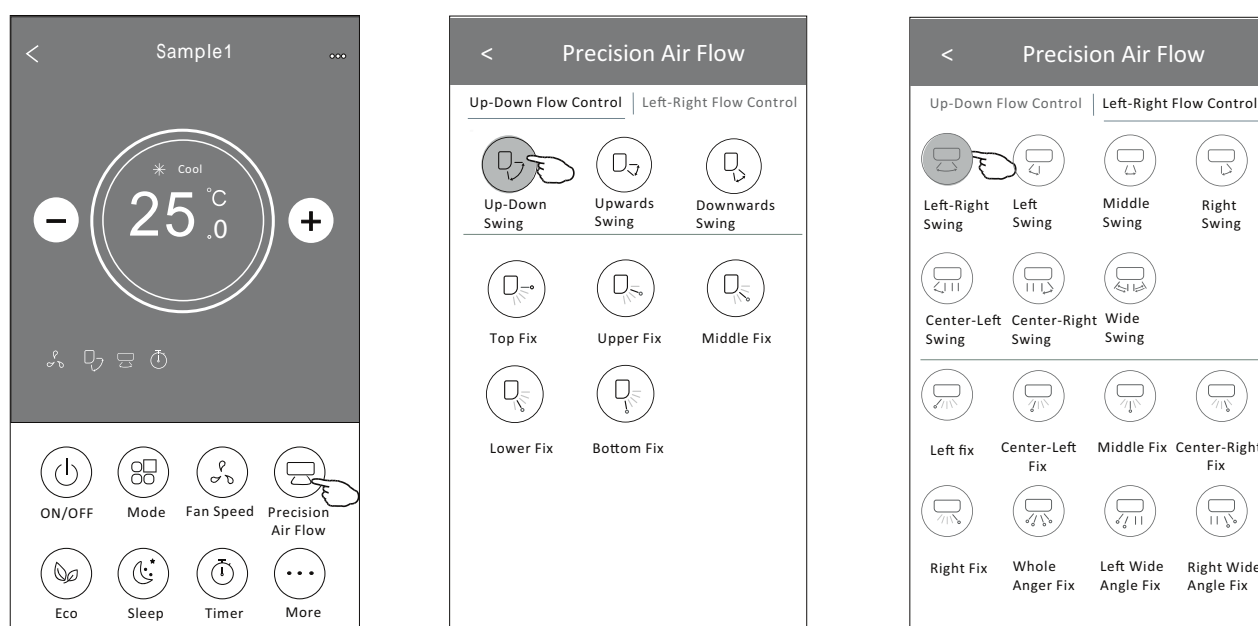 Sample1
Cool
25 °C
.0
ON/OFF
Mode
Fan Speed
Precision
Air Flow
Eco
Sleep
Timer
More
< Precision Air Flow
Up-Down Flow Control | Left-Right Flow Control
Up-Down
Swing
Upwards
Swing
Downwards
Swing
Top Fix
Upper Fix
Middle Fix
Lower Fix
Bottom Fix
< Precision Air Flow
Up-Down Flow Control | Left-Right Flow Control
Left-Right
Swing
Left
Swing
Middle
Swing
Right
Swing
Center-Left
Swing
Center-Right
Swing
Wide
Swing
Left fix
Center-Left
Fix
Middle Fix
Center-Right
Fix
Right Fix
Whole
Anger Fix
Left Wide
Angle Fix
Right Wide
Angle Fix